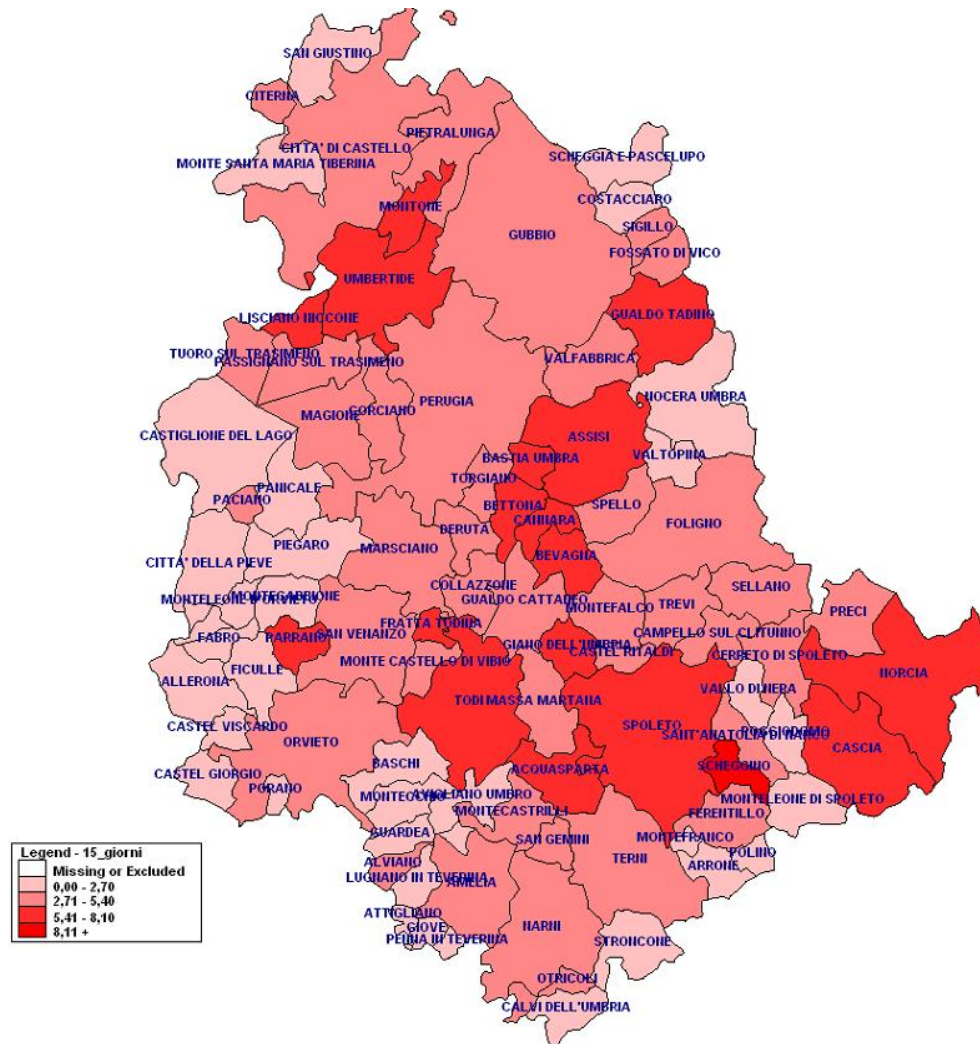 SAN GIUSTINO
CITERNA
PIETRALUNGA
CITTA' DI CASTELLO
SCHEGGIA E PASCELUPO
MONTE SANTA MARIA TIBERINA
COSTACCIARO
MONTONE
SIGILLO
GUBBIO
FOSSATO DI VICO
UMBERTIDE
GUALDO TADINO
LISCIANO NICCONE
TUORO SUL TRASIMENO
PASSIGNANO SUL TRASIMENO
VALFABBRICA
NOCERA UMBRA
PERUGIA
MAGIONE
CORCIANO
CASTIGLIONE DEL LAGO
ASSISI
VALTOPINA
BASTIA UMBRA
TORGIANO
PANICALE
PACIANO
BETTONA
SPELLO
CANNARA
FOLIGNO
DERUTA
PIEGARO
MARSCIANO
BEVAGNA
CITTA' DELLA PIEVE
COLLAZZONE
SELLANO
MONTEGABBIONE
MONTELEONE D'ORVIETO
GUALDO CATTANEO
MONTEFALCO
TREVI
PRECI
FRATTA TODINA
FABRO
PARRANO
SAN VENANZO
CAMPELLO SUL CLITUNNO
GIANO DELL'UMBRIA
CASTEL RITALDI
CERRETO DI SPOLETO
MONTE CASTELLO DI VIBIO
FICULLE
NORCIA
ALLERONA
VALLO DI NERA
TODI
MASSA MARTANA
CASTEL VISCARDO
SPOLETO
POGGIODOMO
SANT'ANATOLIA DI NARCO
ORVIETO
CASCIA
BASCHI
SCHEGGINO
ACQUASPARTA
CASTEL GIORGIO
PORANO
MONTECCHIO
AVIGLIANO UMBRO
MONTELEONE DI SPOLETO
MONTECASTRILLI
FERENTILLO
GUARDEA
SAN GEMINI
MONTEFRANCO
POLINO
TERNI
ALVIANO
ARRONE
LUGNANO IN TEVERINA
AMELIA
ATTIGLIANO
GIOVE
NARNI
PENNA IN TEVERINA
STRONCONE
OTRICOLI
CALVI DELL'UMBRIA
Legend - 15_giorni
Missing or Excluded
0,00 - 2,70
2,71 - 5,40
5,41 - 8,10
8,11 +